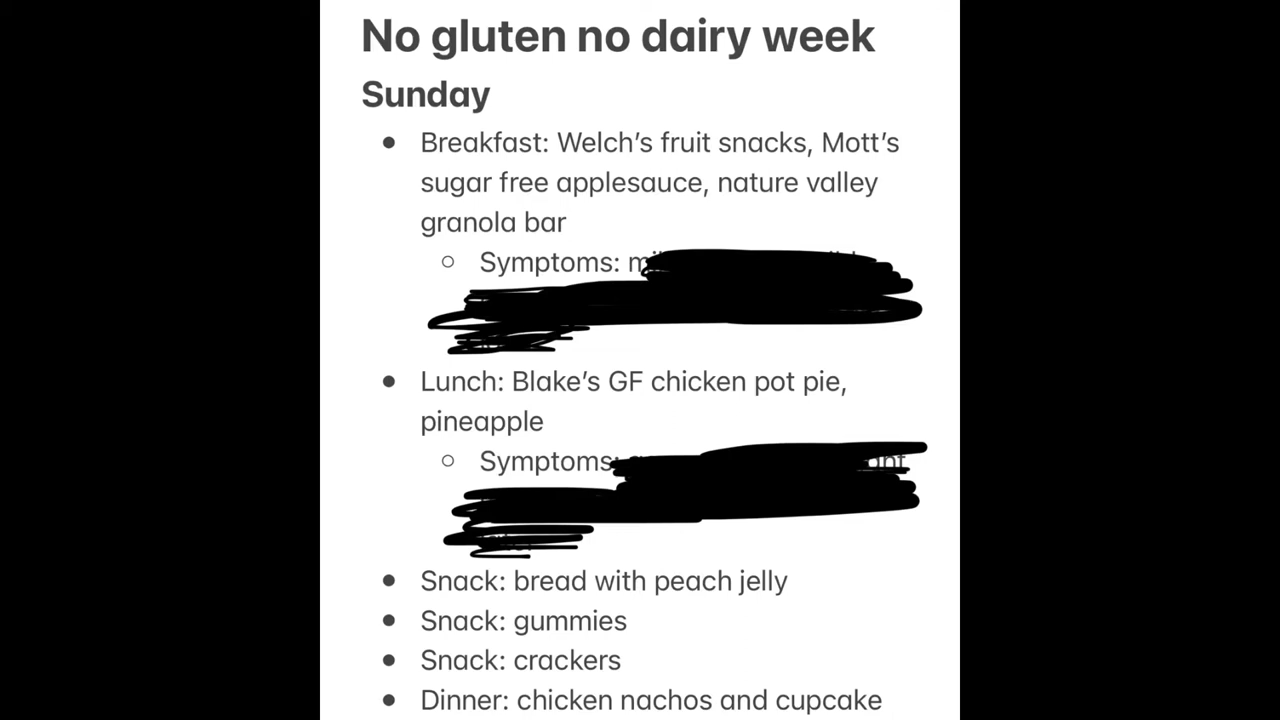 No gluten no dairy week
Sunday
• Breakfast: Welch’s fruit snacks, Mott’s
sugar free applesauce, nature valley
granola bar
○ Symptoms:
• Lunch: Blake’s GF chicken pot pie,
pineapple
○ Symptoms:
• Snack: bread with peach jelly
• Snack: gummies
• Snack: crackers
• Dinner: chicken nachos and cupcake